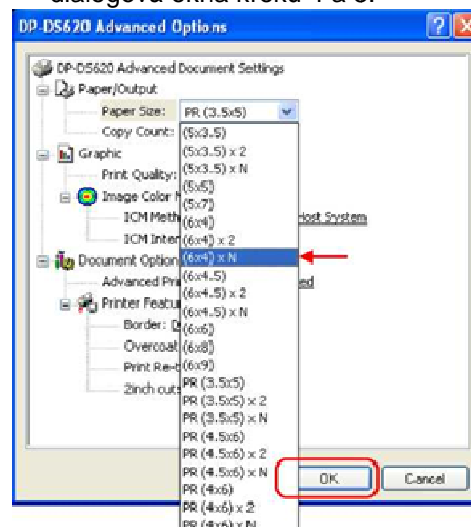 dialogová okna kroku
DP-DS620 Advanced Options
DP-DS620 Advanced Document Settings
Paper/Output
Paper Size: PR (3.5x5)
Copy Count: (5x3.5)
(5x3.5) x 2
Graphic
(5x3.5) x N
Print Quality: (5x5)
(5x7)
Image Color
ICM Meth (6x4) Host System
ICM Inter (6x4) x 2
Document Option (6x4) x N
Advanced Pri (6x4.5) ed
(6x4.5) x 2
Printer Featu (6x4.5) x N
Border: (6x6)
Overcoat (6x8)
Print Re- (6x9)
PR (3.5x5)
2inch cut
PR (3.5x5) x 2
PR (3.5x5) x N
PR (4.5x6)
PR (4.5x6) x 2
PR (4.5x6) x N OK Cancel
PR (4x6)
PR (4x6) x 2
PR (4x6) x N